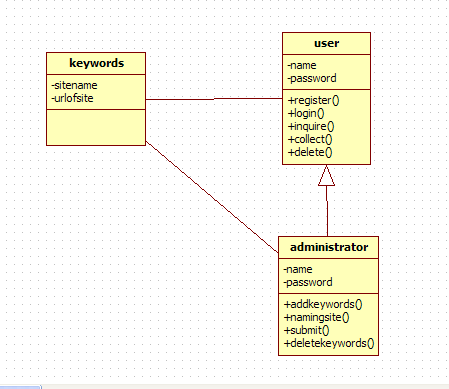 keywords
-sitename
-urlofsite
user
-name
-password
+register()
+login()
+inquire()
+collect()
+delete()
administrator
-name
-password
+addkeywords()
+namingsite()
+submit()
+deletekeywords()